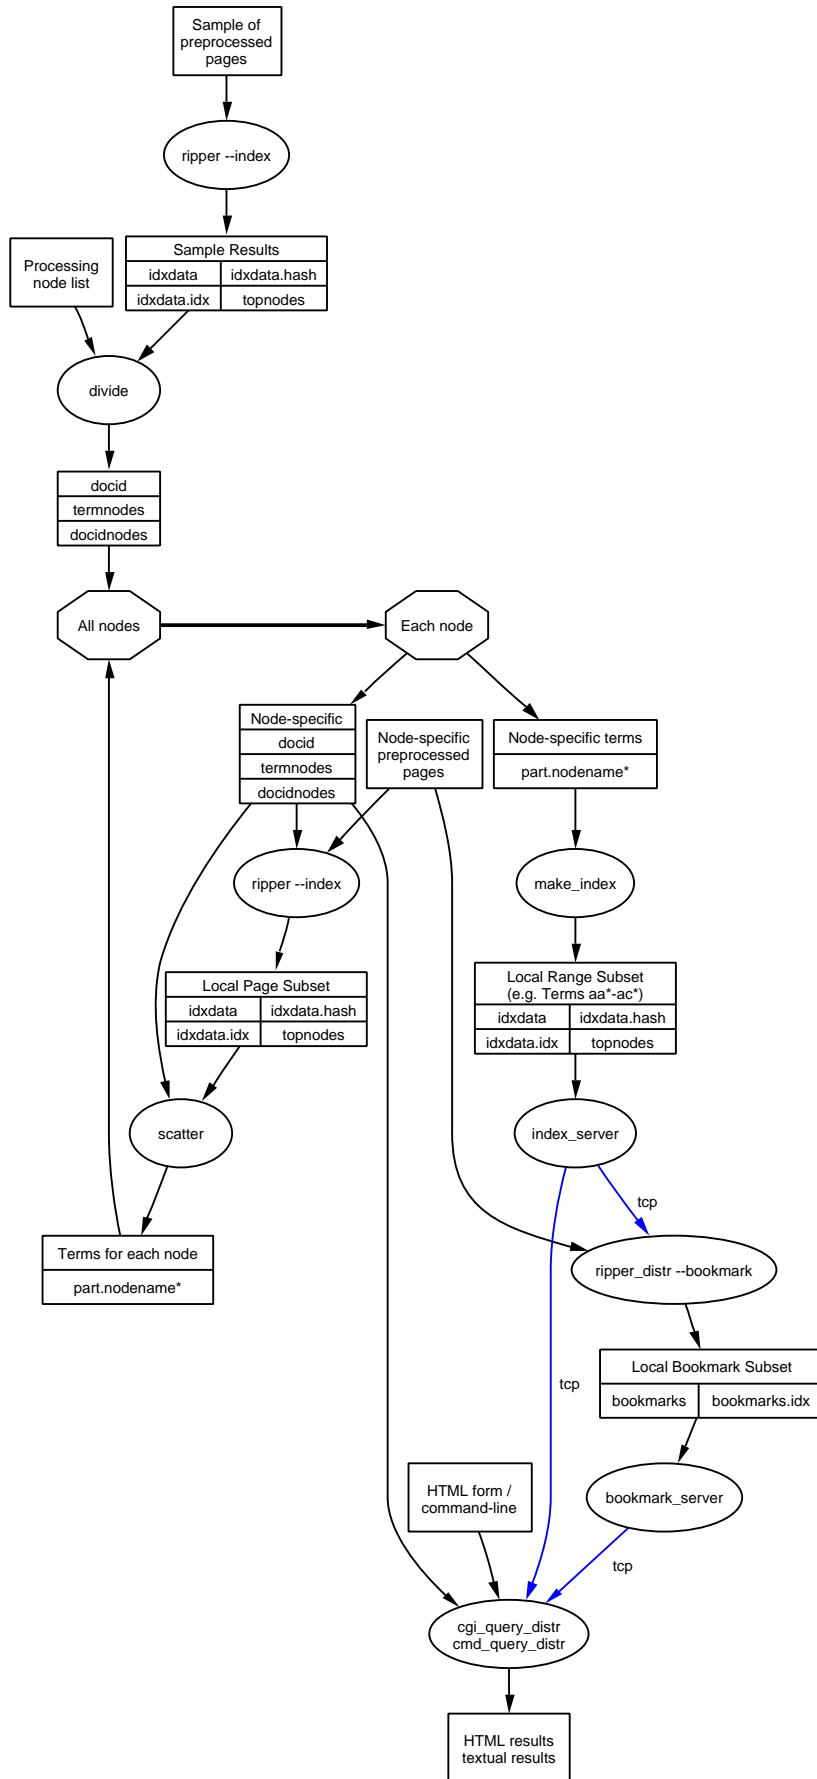 Sample of
preprocessed
pages
ripper --index
Processing
node list
Sample Results
idxdata
idxdata.hash
idxdata.idx
topnodes
divide
docid
termnodes
docidnodes
All nodes
Each node
Node-specific
docid
termnodes
docidnodes
Node-specific
preprocessed
pages
Node-specific terms
part.nodename*
ripper --index
make_index
Local Page Subset
idxdata
idxdata.hash
idxdata.idx
topnodes
Local Range Subset
(e.g. Terms aa*-ac*)
idxdata
idxdata.hash
idxdata.idx
topnodes
scatter
index_server
tcp
Terms for each node
part.nodename*
ripper_distr --bookmark
tcp
Local Bookmark Subset
bookmarks
bookmarks.idx
HTML form /
command-line
bookmark_server
tcp
cgi_query_distr
cmd_query_distr
HTML results
textual results